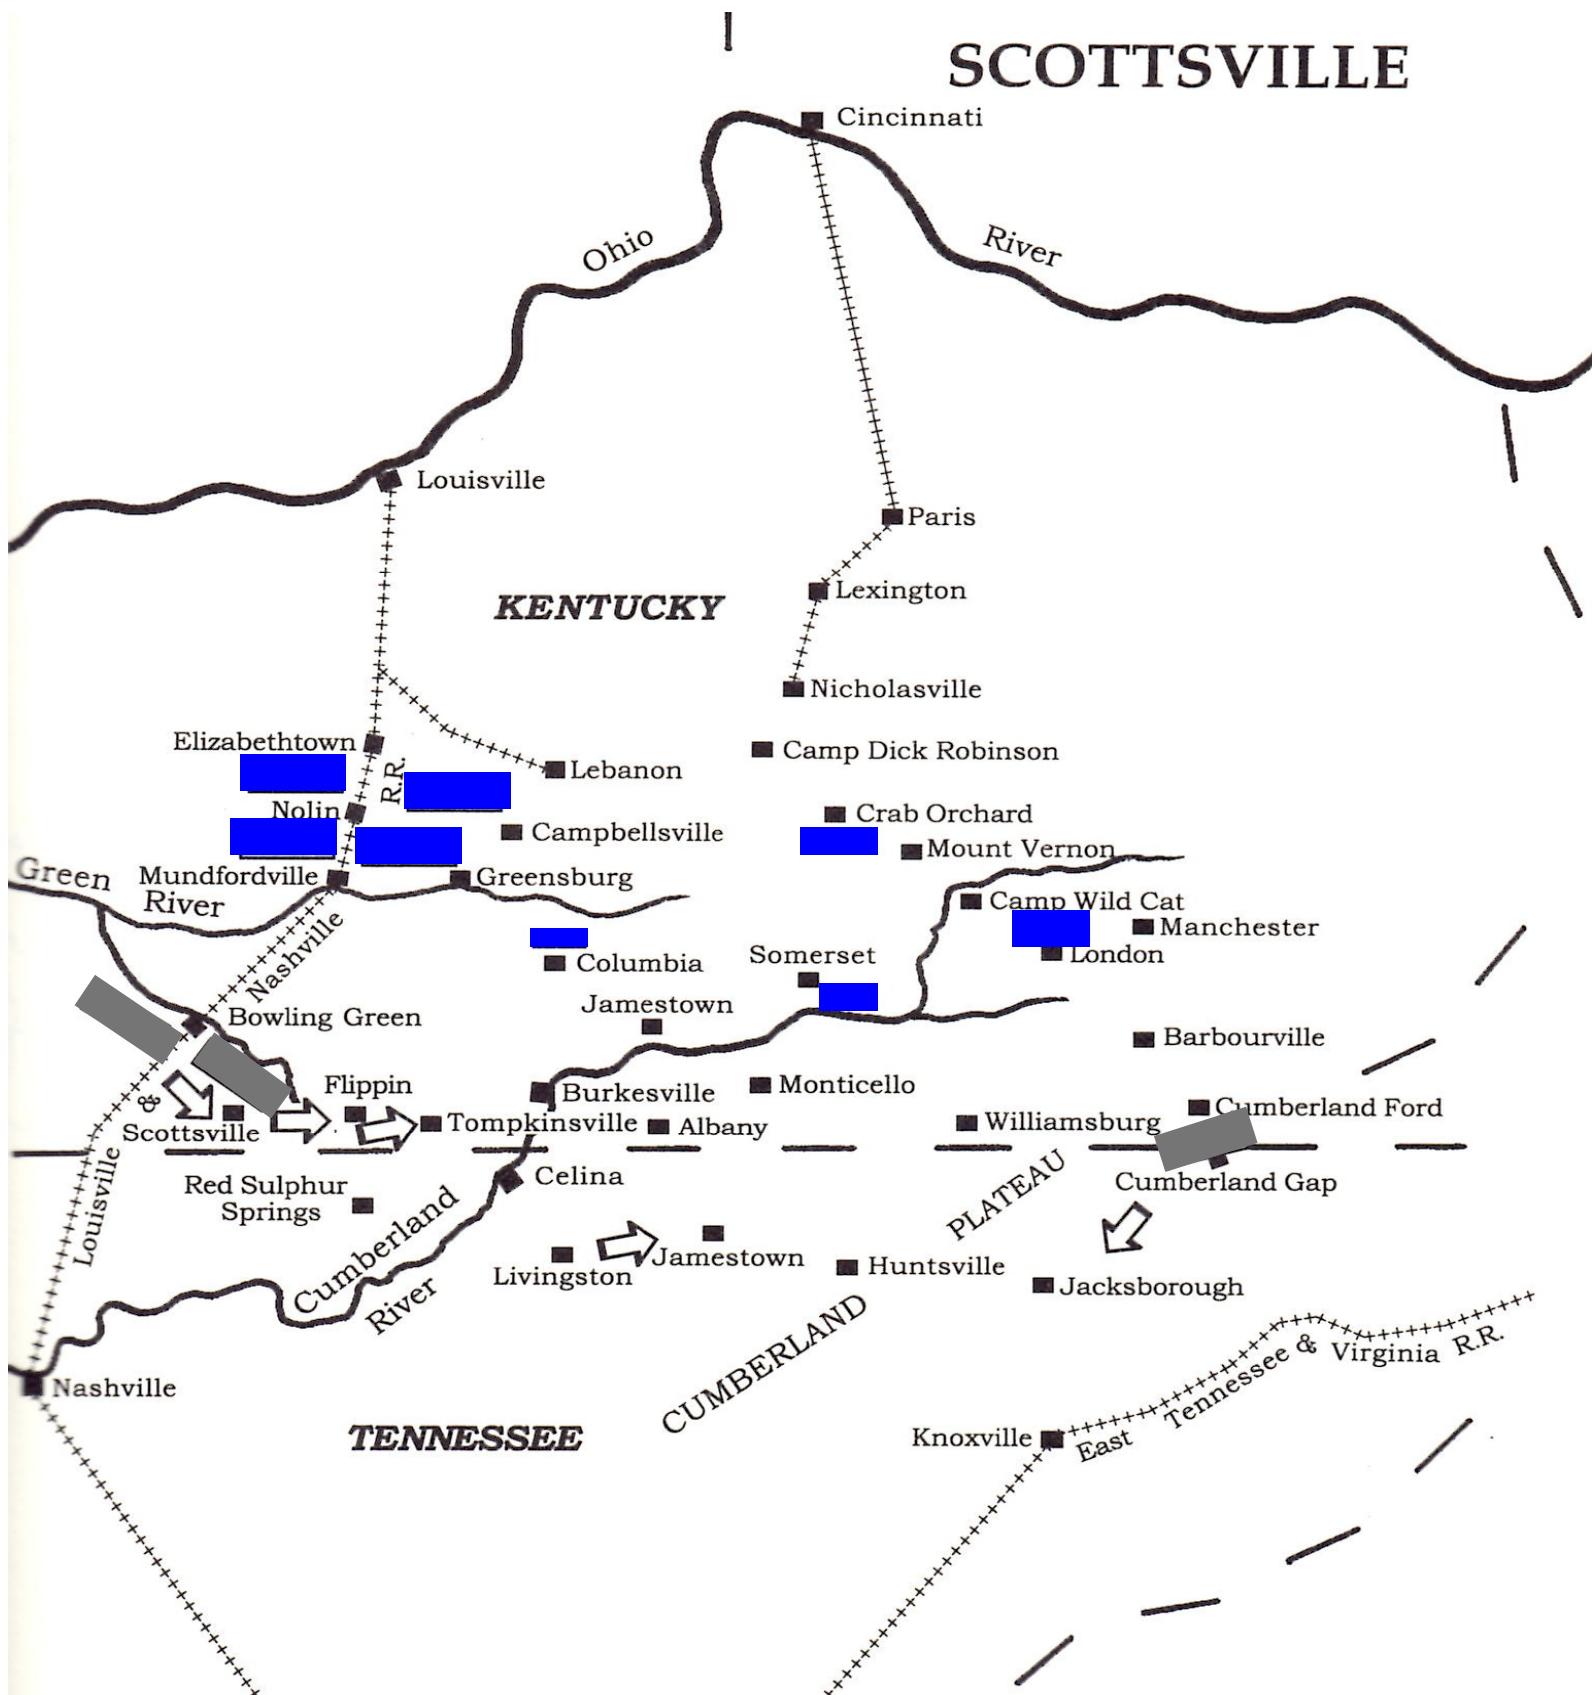 SCOTTSVILLE
Cincinnati
Ohio
River
Louisville
Paris
KENTUCKY
Lexington
Nicholasville
Elizabethtown
R.R.
Camp Dick Robinson
Lebanon
Nolin
Crab Orchard
Campbellsville
Mount Vernon
Green
River
Mundfordville
Greensburg
Camp Wild Cat
Manchester
Nashville
Columbia
Somerset
London
Jamestown
Bowling Green
Barbourville
Flippin
Burkesville
Monticello
&
Scottsville
Tompkinsville
Albany
Williamsburg
Cumberland Ford
Louisville
Red Sulphur
Springs
Celina
PLATEAU
Cumberland Gap
Cumberland
River
Livingston
Jamestown
Huntsville
Jacksborough
CUMBERLAND
Nashville
TENNESSEE
Knoxville
East Tennessee & Virginia R.R.